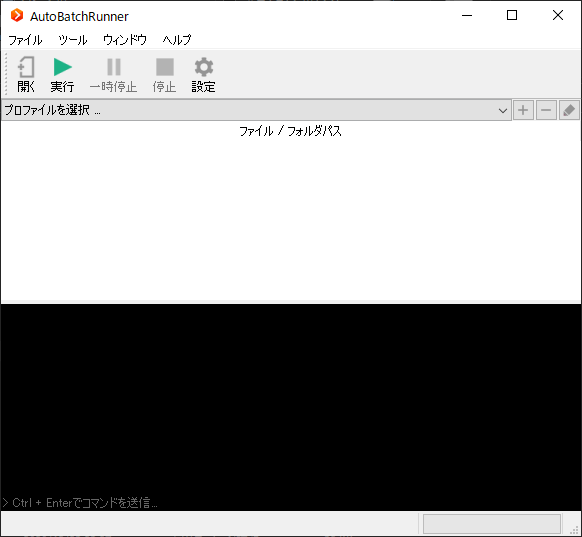 AutoBatchRunner
ファイル ツール ウィンドウ ヘルプ
開く 実行 一時停止 停止 設定
プロファイルを選択 ...
ファイル / フォルダパス
> Ctrl + Enterでコマンドを送信...